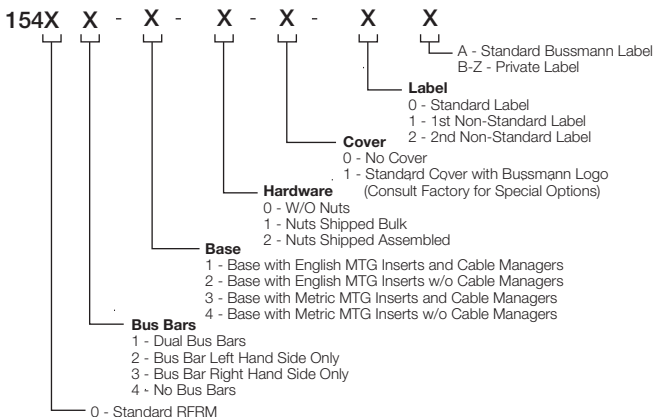 154X X - X - X - X - X X
A - Standard Bussmann Label
B-Z - Private Label
Label
0 - Standard Label
1 - 1st Non-Standard Label
2 - 2nd Non-Standard Label
Cover
0 - No Cover
1 - Standard Cover with Bussmann Logo
(Consult Factory for Special Options)
Hardware
0 - W/O Nuts
1 - Nuts Shipped Bulk
2 - Nuts Shipped Assembled
Base
1 - Base with English MTG Inserts and Cable Managers
2 - Base with English MTG Inserts w/o Cable Managers
3 - Base with Metric MTG Inserts and Cable Managers
4 - Base with Metric MTG Inserts w/o Cable Managers
Bus Bars
1 - Dual Bus Bars
2 - Bus Bar Left Hand Side Only
3 - Bus Bar Right Hand Side Only
4 - No Bus Bars
0 - Standard RFRM